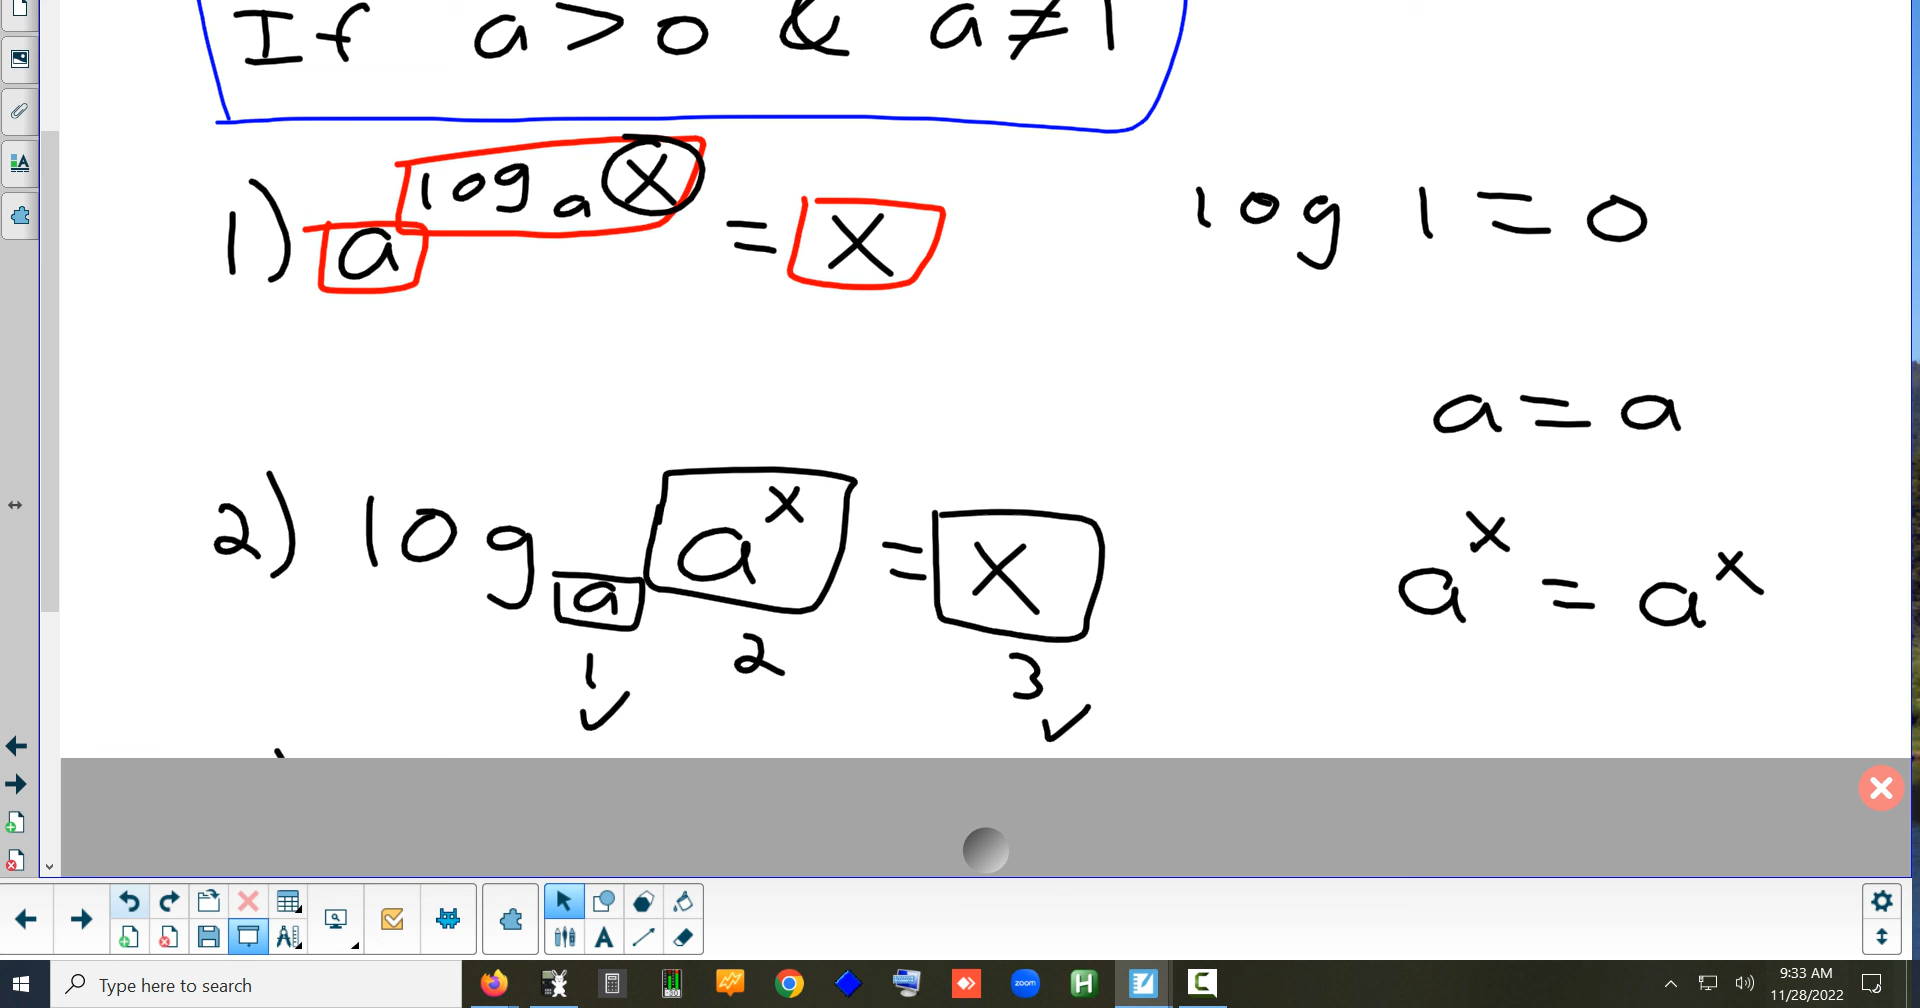 If a > 0 & a ≠ 1
1) a^(log_a x) = x
log 1 = 0
a = a
2) log_a a^x = x
a^x = a^x
1 2 3
✓ ✓
A
Type here to search
zoom
H
C
9:33 AM
11/28/2022